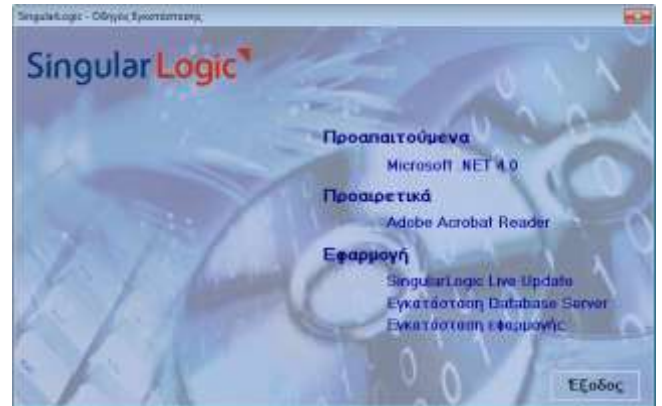 SingularLogic - Οδηγός Εγκατάστασης
SingularLogic
Προαπαιτούμενα
Microsoft .NET 4.0
Προαιρετικά
Adobe Acrobat Reader
Εφαρμογή
SingularLogic Live Update
Εγκατάσταση Database Server
Εγκατάσταση εφαρμογής
Έξοδος